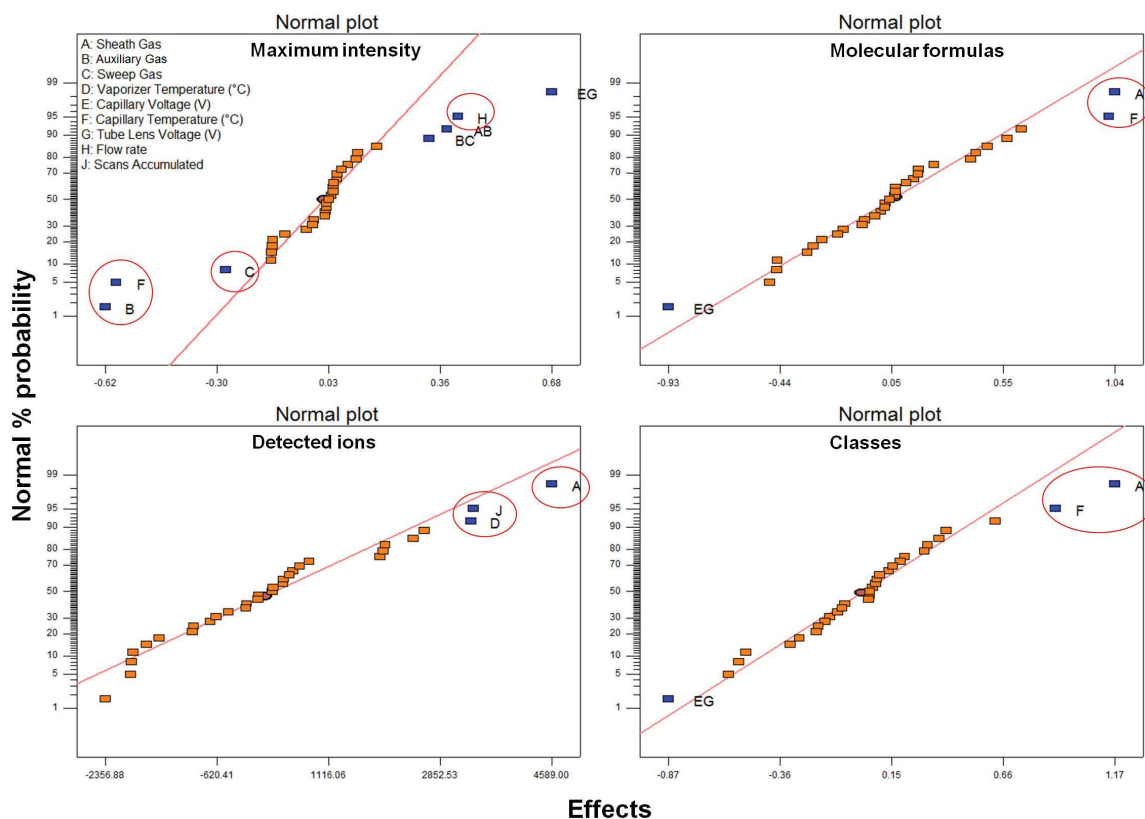 Normal plot
Maximum intensity
A: Sheath Gas
B: Auxiliary Gas
C: Sweep Gas
D: Vaporizer Temperature (°C)
E: Capillary Voltage (V)
F: Capillary Temperature (°C)
G: Tube Lens Voltage (V)
H: Flow rate
J: Scans Accumulated
99
95
90
80
70
50
30
20
10
5
1
EG
H
AB
BC
C
F
B
-0.62
-0.30
0.03
0.36
0.68
Normal plot
Molecular formulas
99
95
90
80
70
50
30
20
10
5
1
A
F
EG
-0.93
-0.44
0.05
0.55
1.04
Normal % probability
Normal plot
Detected ions
99
95
90
80
70
50
30
20
10
5
1
A
J
D
-2356.88
-620.41
1116.06
2852.53
4589.00
Normal plot
Classes
99
95
90
80
70
50
30
20
10
5
1
A
F
EG
-0.87
-0.36
0.15
0.66
1.17
Effects